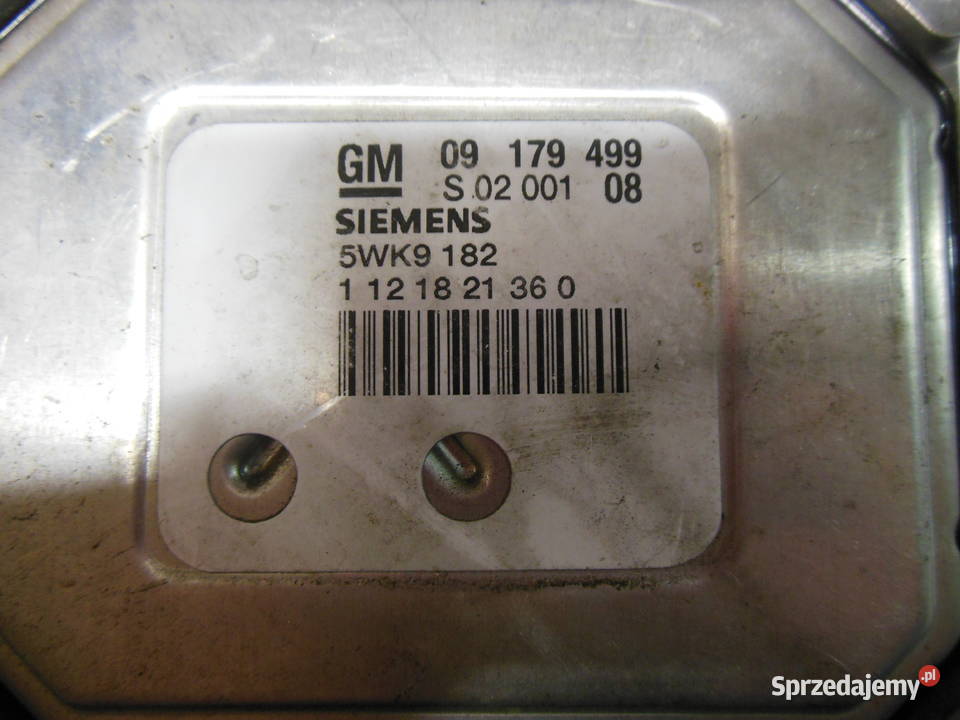 GM 09 179 499
S 02 001 08
SIEMENS
5WK9 182
1 12 18 21 36 0
Sprzedajemy.pl